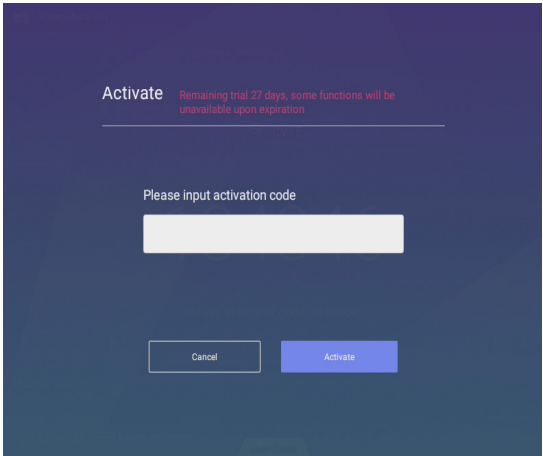 Activate
Remaining trial 27 days, some functions will be
unavailable upon expiration
Please input activation code
Cancel
Activate